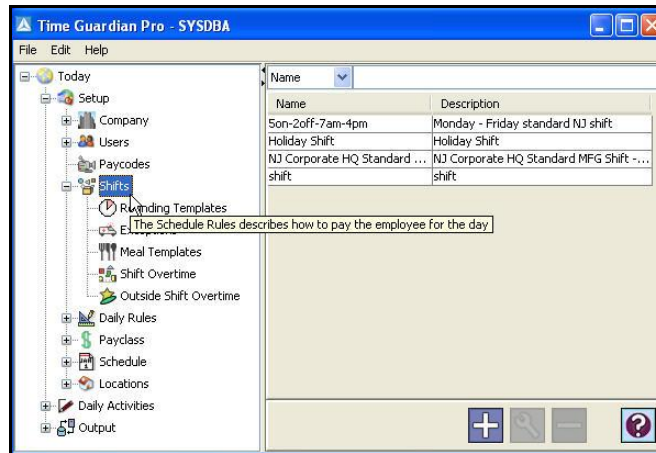 Time Guardian Pro - SYSDBA
File Edit Help
Today
Setup
Company
Users
Paycodes
Shifts
Rounding Templates
The Schedule Rules describes how to pay the employee for the day
Meal Templates
Shift Overtime
Outside Shift Overtime
Daily Rules
Payclass
Schedule
Locations
Daily Activities
Output
Name
Name Description
5on-2off-7am-4pm Monday - Friday standard NJ shift
Holiday Shift Holiday Shift
NJ Corporate HQ Standard ... NJ Corporate HQ Standard MFG Shift -...
shift shift